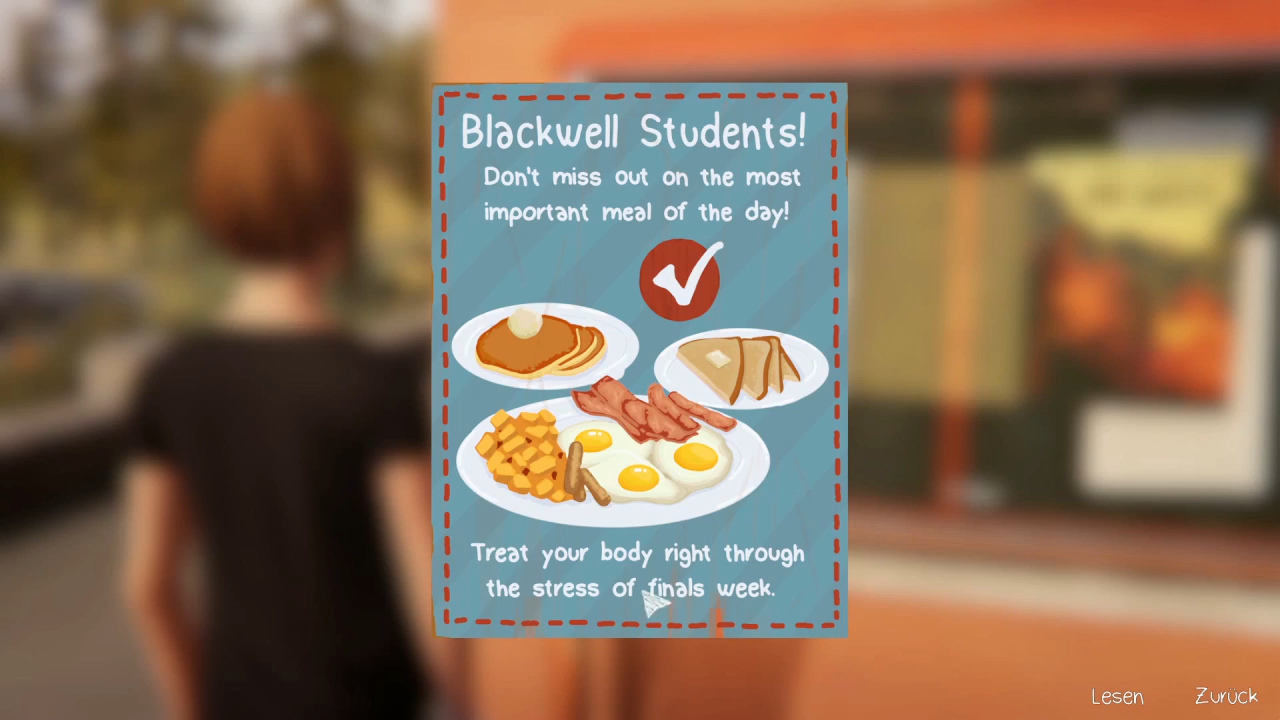 Blackwell Students!
Don't miss out on the most
important meal of the day!
Treat your body right through
the stress of finals week.
Lesen Zurück